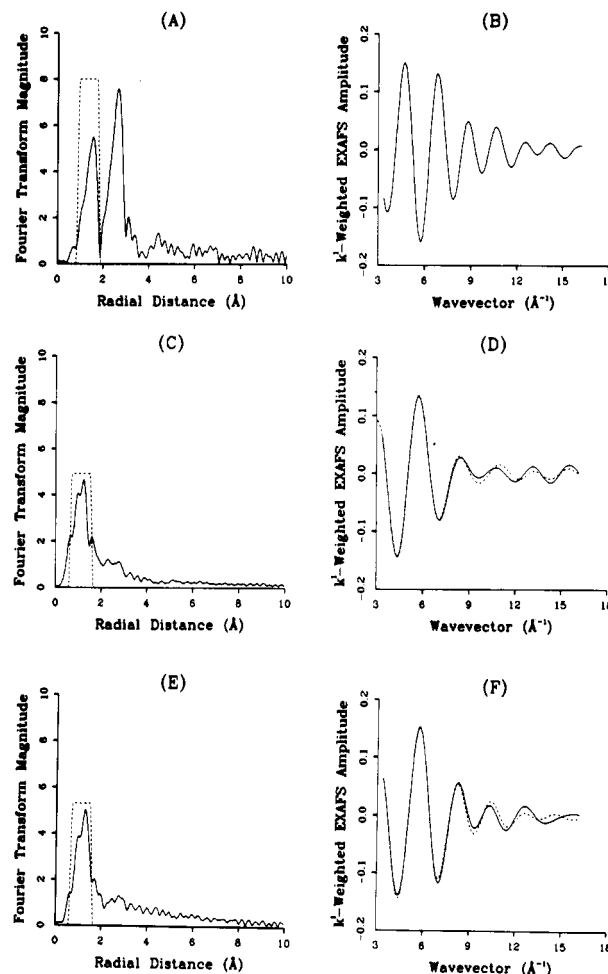 (A)
Fourier Transform Magnitude
0 2 4 6 8 10
0 2 4 6 8 10
Radial Distance (Å)
(B)
k¹-Weighted EXAFS Amplitude
-0.2 -0.1 0.0 0.1 0.2
3 6 9 12 15 18
Wavevector (Å⁻¹)
(C)
Fourier Transform Magnitude
0 2 4 6 8 10
0 2 4 6 8 10
Radial Distance (Å)
(D)
k¹-Weighted EXAFS Amplitude
-0.2 -0.1 0.0 0.1 0.2
3 6 9 12 15 18
Wavevector (Å⁻¹)
(E)
Fourier Transform Magnitude
0 2 4 6 8 10
0 2 4 6 8 10
Radial Distance (Å)
(F)
k¹-Weighted EXAFS Amplitude
-0.2 -0.1 0.0 0.1 0.2
3 6 9 12 15 18
Wavevector (Å⁻¹)